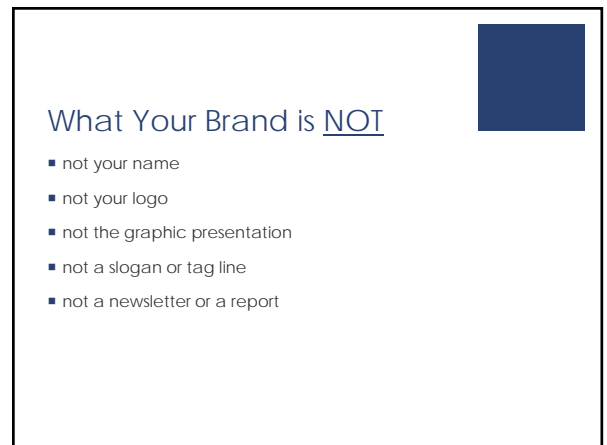 What Your Brand is NOT
▪ not your name
▪ not your logo
▪ not the graphic presentation
▪ not a slogan or tag line
▪ not a newsletter or a report